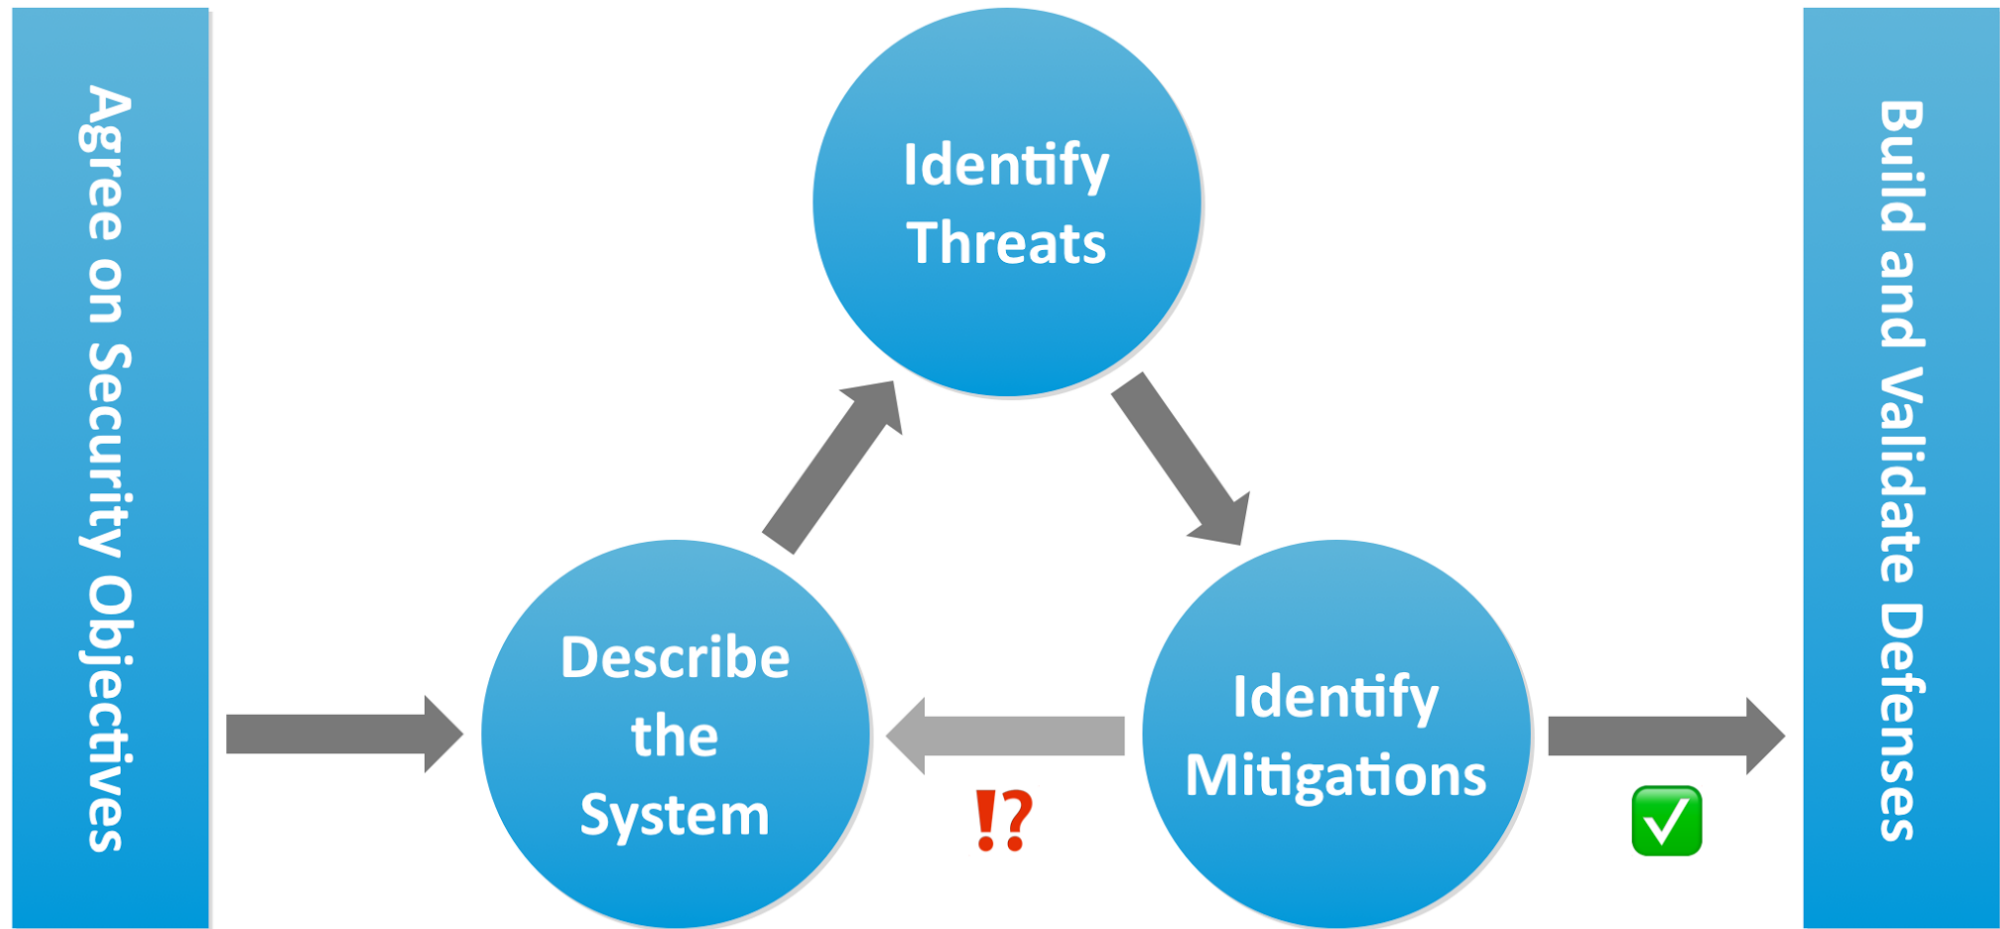 Agree on Security Objectives
Identify
Threats
Describe
the
System
Identify
Mitigations
⁉
✅
Build and Validate Defenses